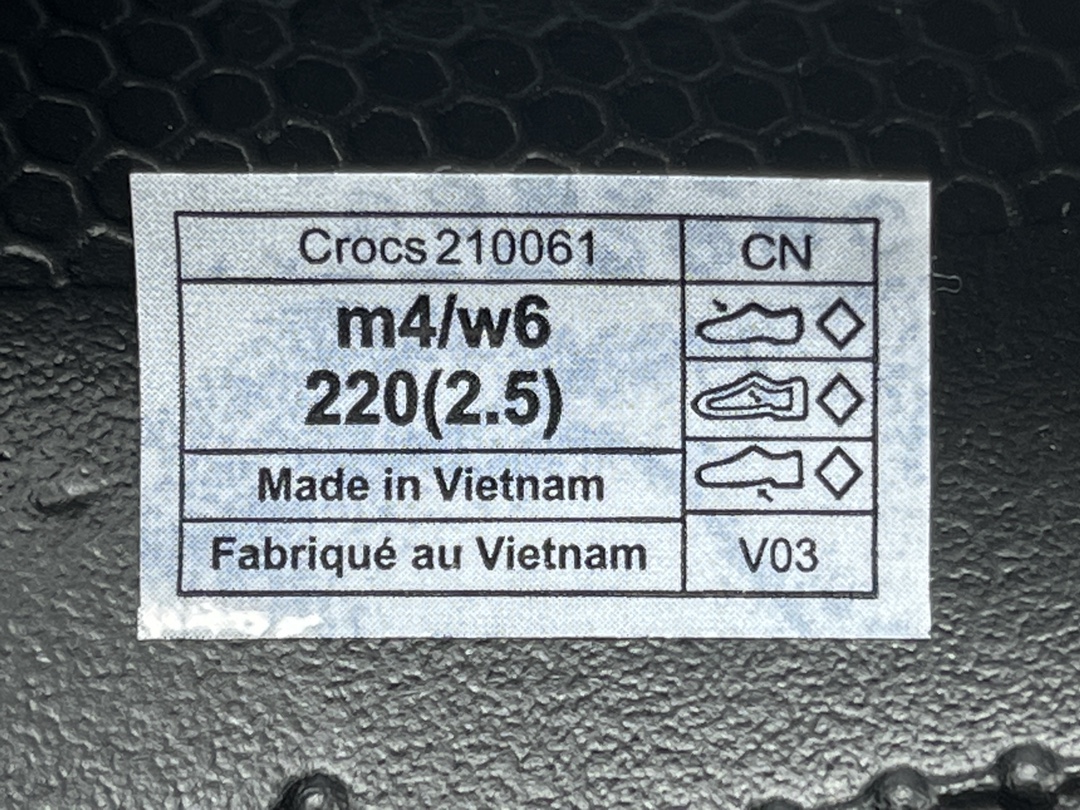 Crocs 210061
CN
m4/w6
220(2.5)
Made in Vietnam
Fabriqué au Vietnam
V03